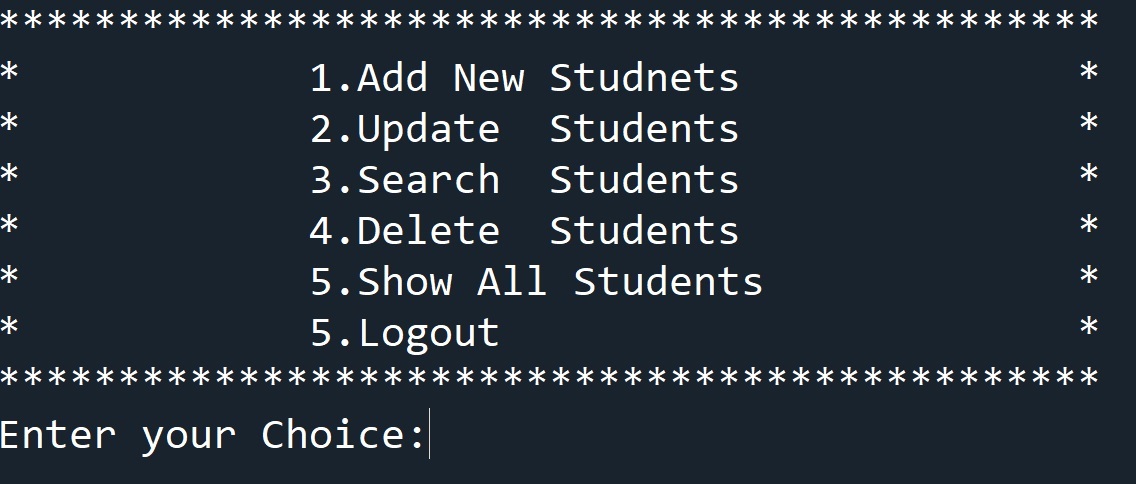 **********************************************
*            1.Add New Studnets              *
*            2.Update  Students              *
*            3.Search  Students              *
*            4.Delete  Students              *
*            5.Show All Students             *
*            5.Logout                        *
**********************************************
Enter your Choice: